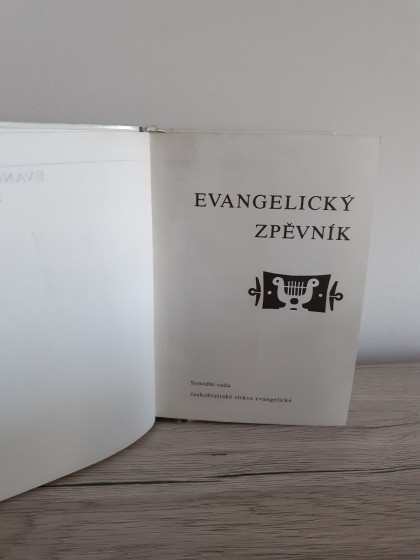 EVANGELICKÝ
ZPĚVNÍK
Synodní rada
českobratrské církve evangelické